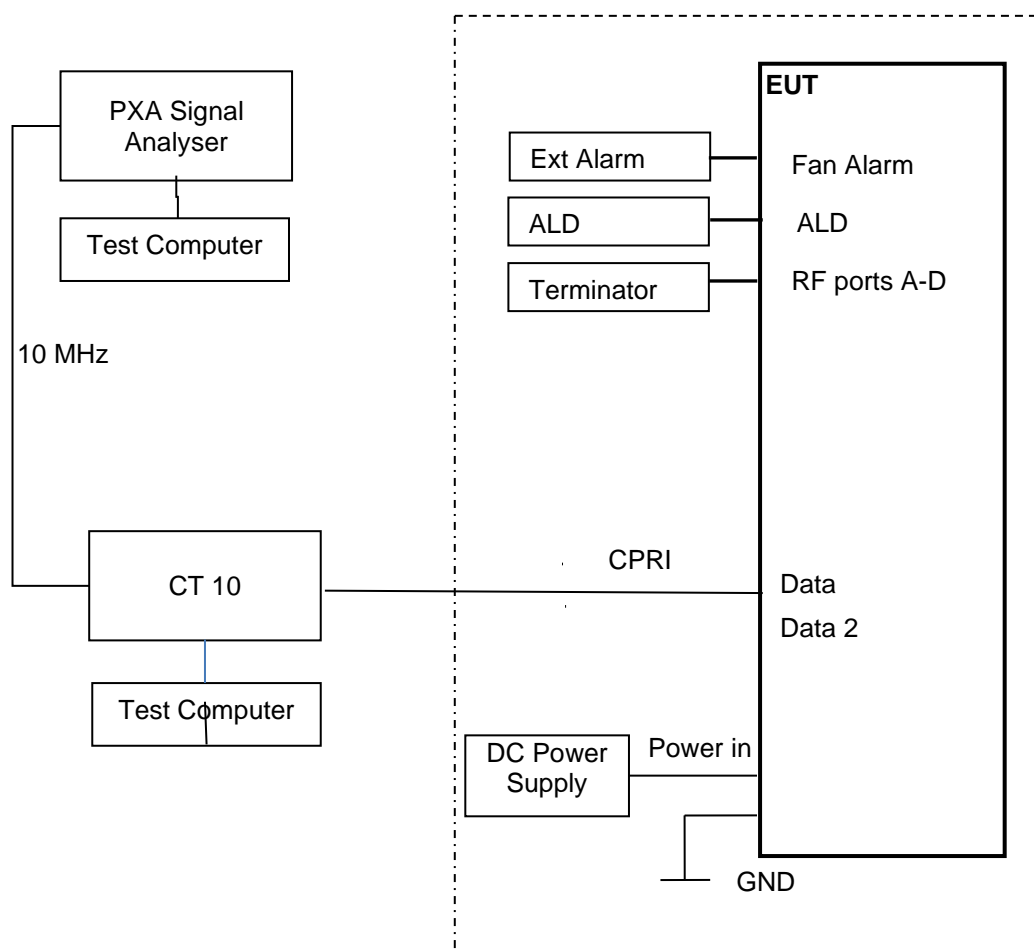 EUT
PXA Signal
Analyser
Ext Alarm
Fan Alarm
ALD
ALD
Test Computer
Terminator
RF ports A-D
10 MHz
CPRI
CT 10
Data
Data 2
Test Computer
DC Power
Supply
Power in
GND